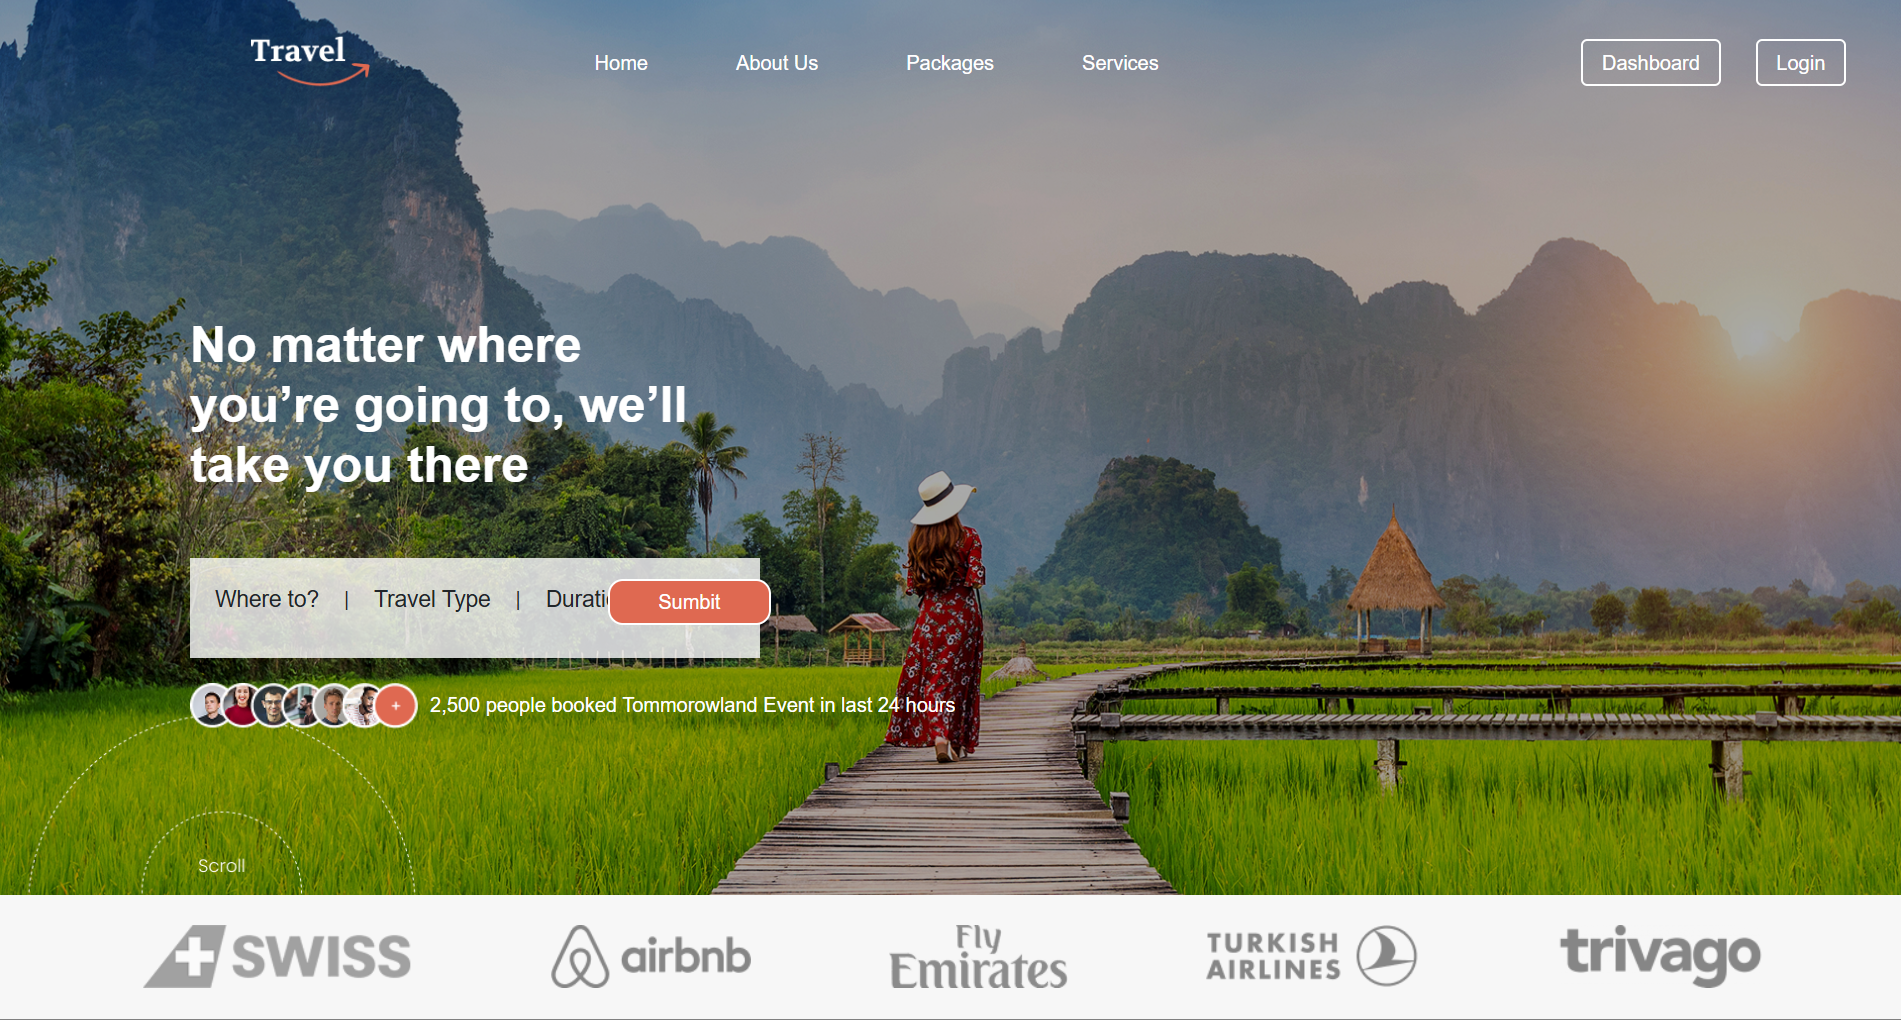 Travel
Home About Us Packages Services
Dashboard Login
No matter where
you’re going to, we’ll
take you there
Where to? | Travel Type | Durati
Sumbit
+ 2,500 people booked Tommorowland Event in last 24 hours
Scroll
SWISS
airbnb
Fly
Emirates
TURKISH
AIRLINES
trivago